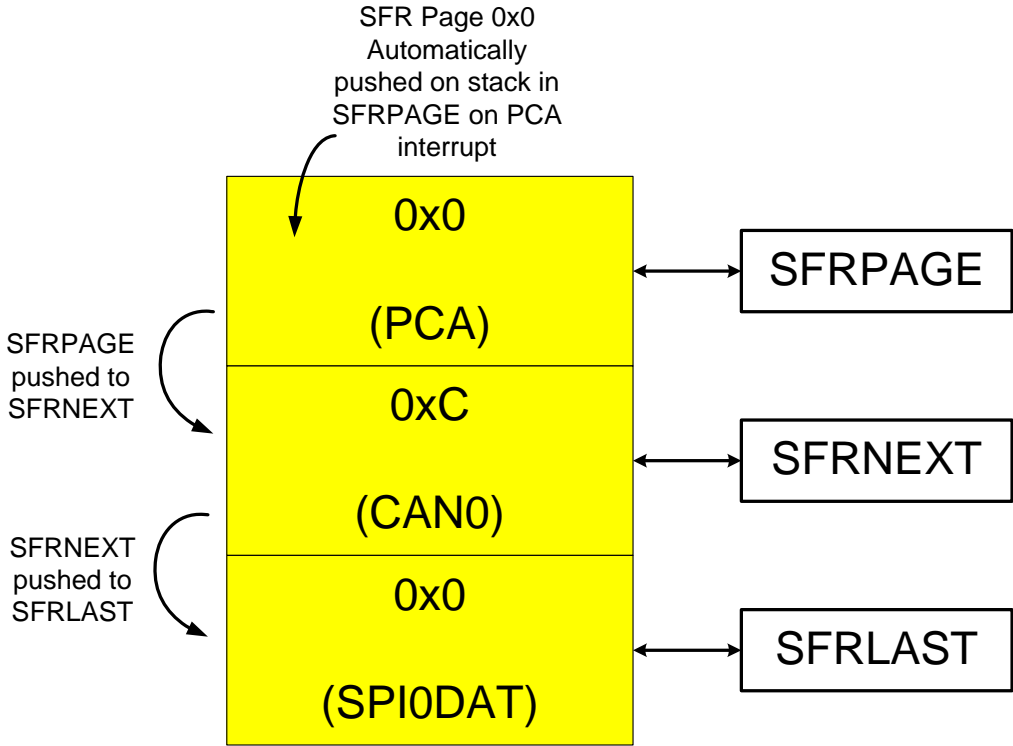 SFR Page 0x0
Automatically
pushed on stack in
SFRPAGE on PCA
interrupt
0x0
(PCA)
SFRPAGE
SFRPAGE
pushed to
SFRNEXT
0xC
(CAN0)
SFRNEXT
SFRNEXT
pushed to
SFRLAST
0x0
(SPI0DAT)
SFRLAST